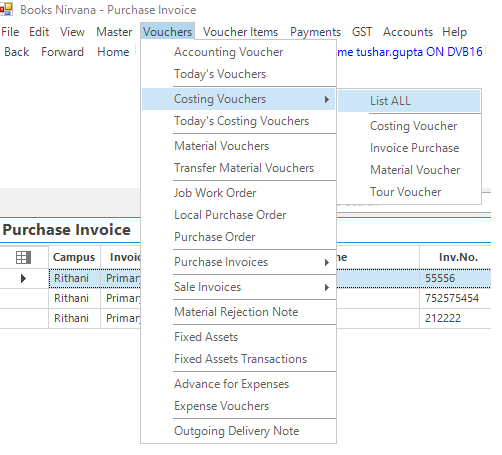 Books Nirvana - Purchase Invoice
File Edit View Master Vouchers Voucher Items Payments GST Accounts Help
Back Forward Home me tushar.gupta ON DVB16
Accounting Voucher
Today's Vouchers
Costing Vouchers
List ALL
Today's Costing Vouchers
Costing Voucher
Material Vouchers
Invoice Purchase
Transfer Material Vouchers
Material Voucher
Job Work Order
Tour Voucher
Local Purchase Order
Purchase Order
Purchase Invoice
Campus Invoi me Inv.No.
Purchase Invoices
Rithani Primary 55556
Sale Invoices
Rithani Primary 752575454
Material Rejection Note
Rithani Primary 212222
Fixed Assets
Fixed Assets Transactions
Advance for Expenses
Expense Vouchers
Outgoing Delivery Note